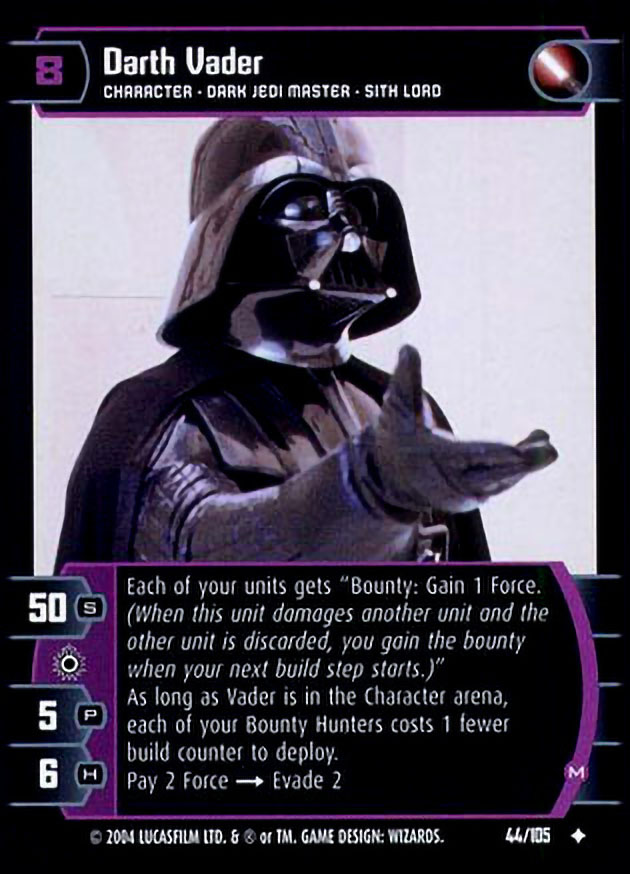 8
Darth Vader
CHARACTER · DARK JEDI MASTER · SITH LORD
50 S
5 P
6 H
Each of your units gets “Bounty: Gain 1 Force.
(When this unit damages another unit and the
other unit is discarded, you gain the bounty
when your next build step starts.)”
As long as Vader is in the Character arena,
each of your Bounty Hunters costs 1 fewer
build counter to deploy.
Pay 2 Force → Evade 2
M
© 2004 LUCASFILM LTD. & ® or TM. GAME DESIGN: WIZARDS.
44/105